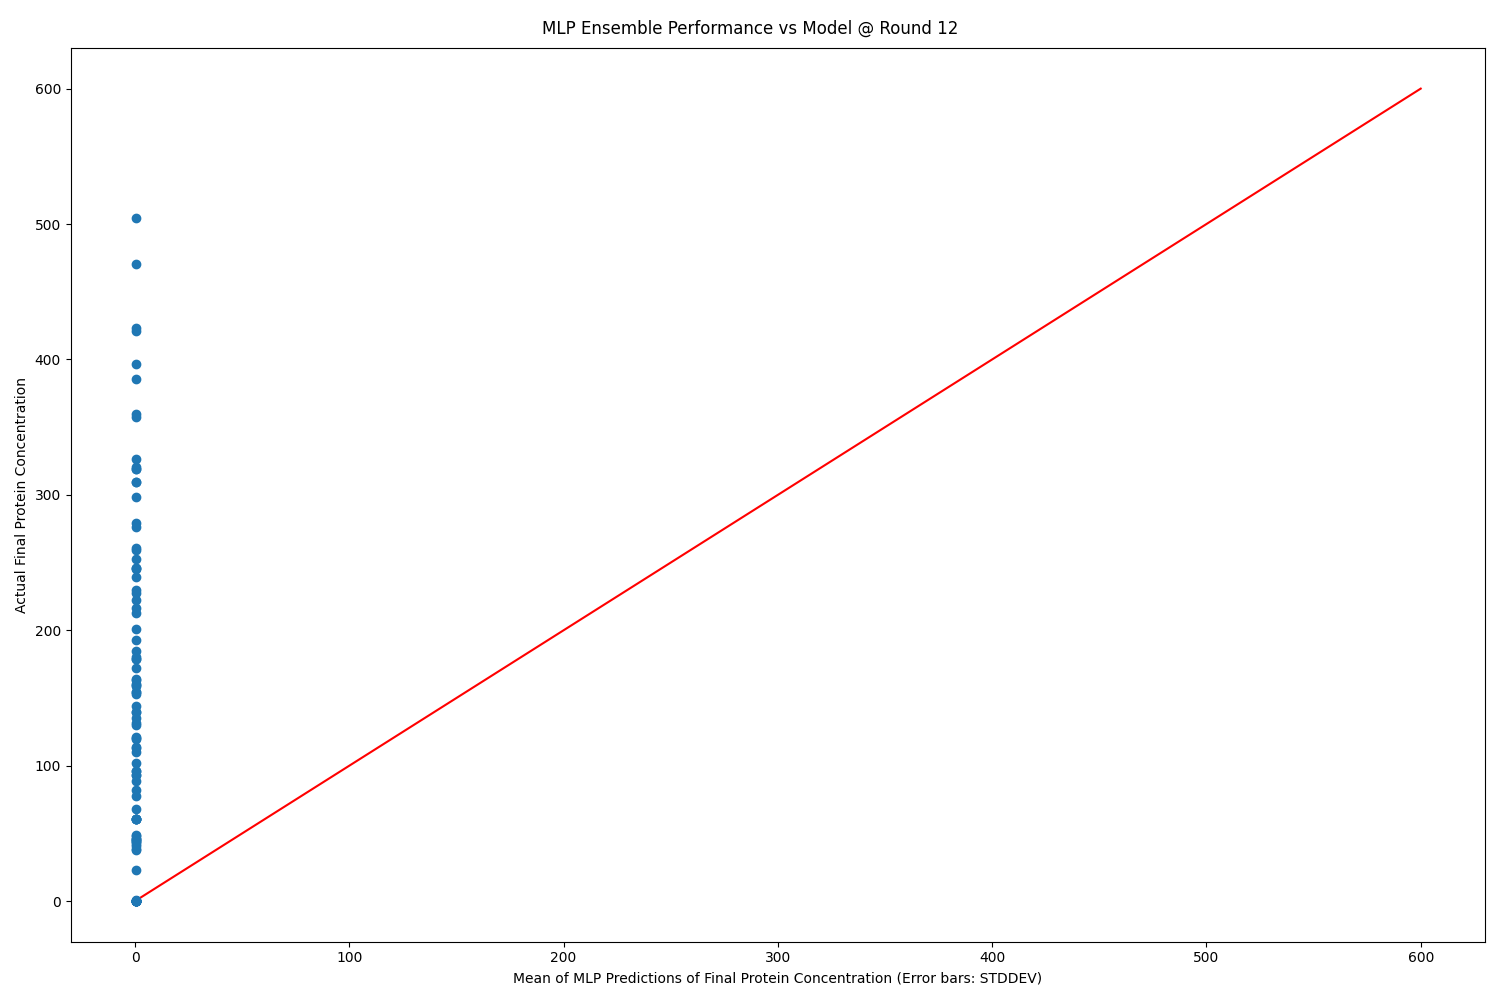 MLP Ensemble Performance vs Model @ Round 12
600
500
400
300
200
100
0
Actual Final Protein Concentration
0 100 200 300 400 500 600
Mean of MLP Predictions of Final Protein Concentration (Error bars: STDDEV)